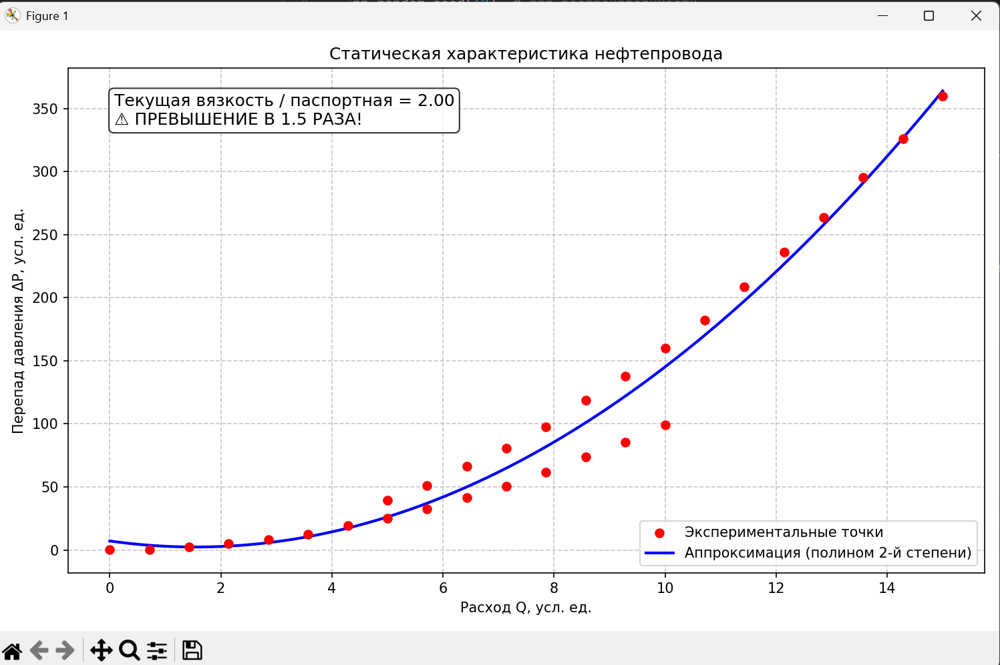 Figure 1
Статическая характеристика нефтепровода
Текущая вязкость / паспортная = 2.00
⚠ ПРЕВЫШЕНИЕ В 1.5 РАЗА!
Перепад давления ΔP, усл. ед.
350
300
250
200
150
100
50
0
Экспериментальные точки
Аппроксимация (полином 2-й степени)
0 2 4 6 8 10 12 14
Расход Q, усл. ед.